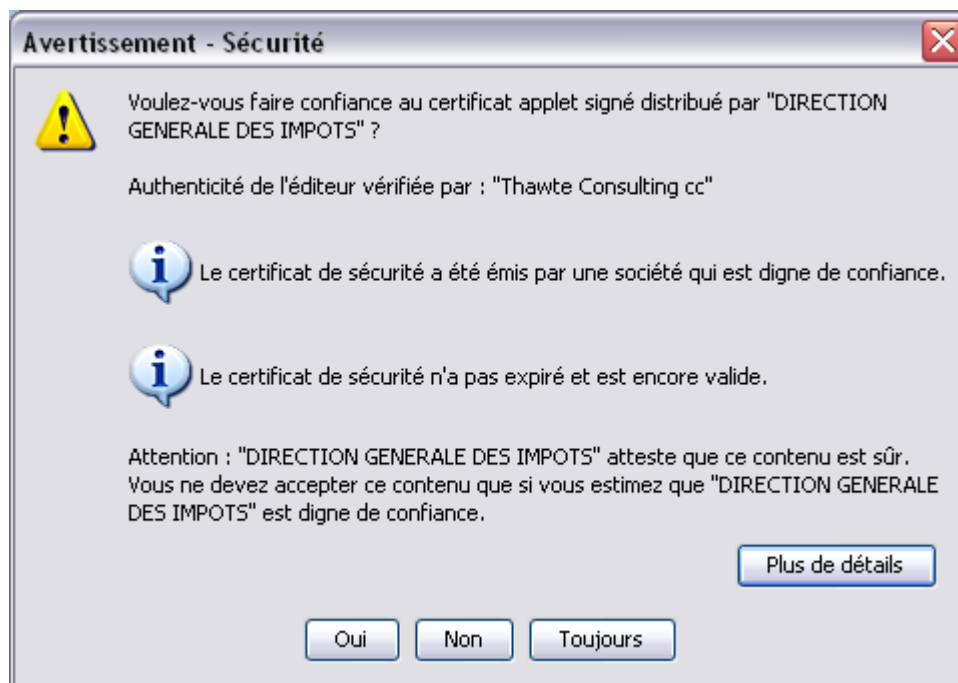 Avertissement - Sécurité
Voulez-vous faire confiance au certificat applet signé distribué par "DIRECTION
GENERALE DES IMPOTS" ?
Authenticité de l'éditeur vérifiée par : "Thawte Consulting cc"
Le certificat de sécurité a été émis par une société qui est digne de confiance.
Le certificat de sécurité n'a pas expiré et est encore valide.
Attention : "DIRECTION GENERALE DES IMPOTS" atteste que ce contenu est sûr.
Vous ne devez accepter ce contenu que si vous estimez que "DIRECTION GENERALE
DES IMPOTS" est digne de confiance.
Plus de détails
Oui Non Toujours